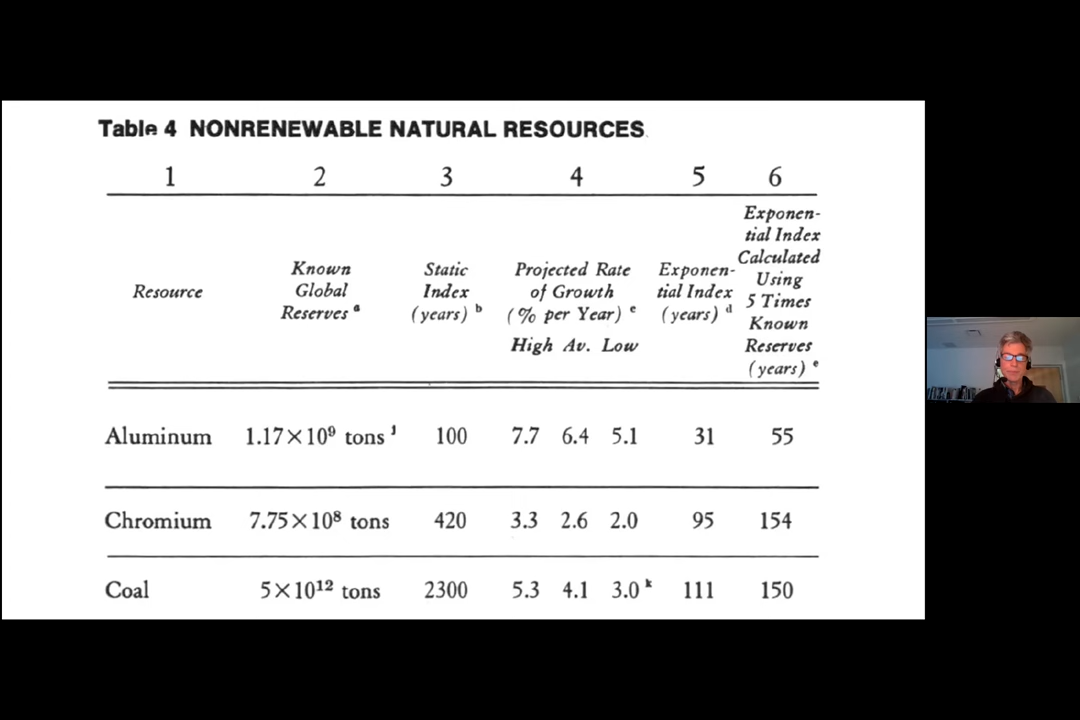 Table 4 NONRENEWABLE NATURAL RESOURCES
1 2 3 4 5 6
Resource
Known
Global
Reserves ª
Static
Index
(years) ᵇ
Projected Rate
of Growth
(% per Year) ᶜ
High Av. Low
Exponen-
tial Index
(years) ᵈ
Exponen-
tial Index
Calculated
Using
5 Times
Known
Reserves
(years) ᵉ
Aluminum 1.17×10⁹ tons ʲ 100 7.7 6.4 5.1 31 55
Chromium 7.75×10⁸ tons 420 3.3 2.6 2.0 95 154
Coal 5×10¹² tons 2300 5.3 4.1 3.0 ᵏ 111 150